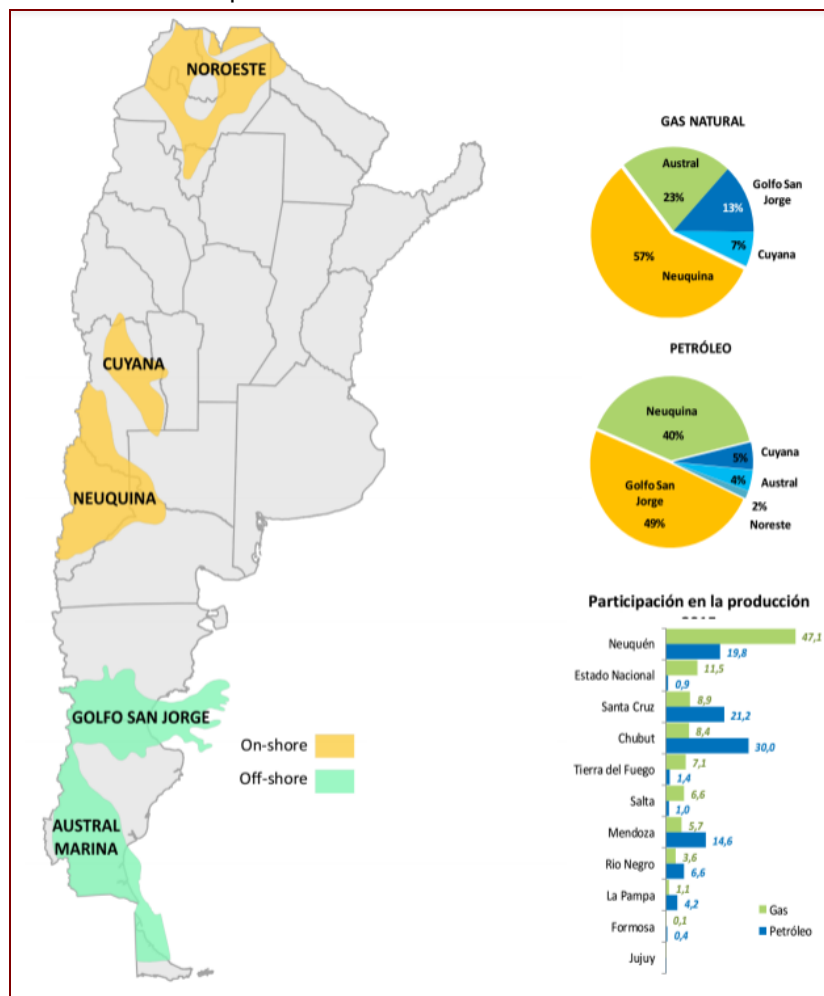 NOROESTE
CUYANA
NEUQUINA
GOLFO SAN JORGE
AUSTRAL
MARINA
On-shore
Off-shore
GAS NATURAL
Austral
23%
Golfo San
Jorge
13%
7%
Cuyana
57%
Neuquina
PETRÓLEO
Neuquina
40%
5%
Cuyana
4%
Austral
2%
Noreste
Golfo San
Jorge
49%
Participación en la producción
Neuquén
47,1
19,8
Estado Nacional
11,5
0,9
Santa Cruz
8,9
21,2
Chubut
8,4
30,0
Tierra del Fuego
7,1
1,4
Salta
6,6
1,0
Mendoza
5,7
14,6
Rio Negro
3,6
6,6
La Pampa
1,1
4,2
Formosa
0,1
0,4
Jujuy
Gas
Petróleo